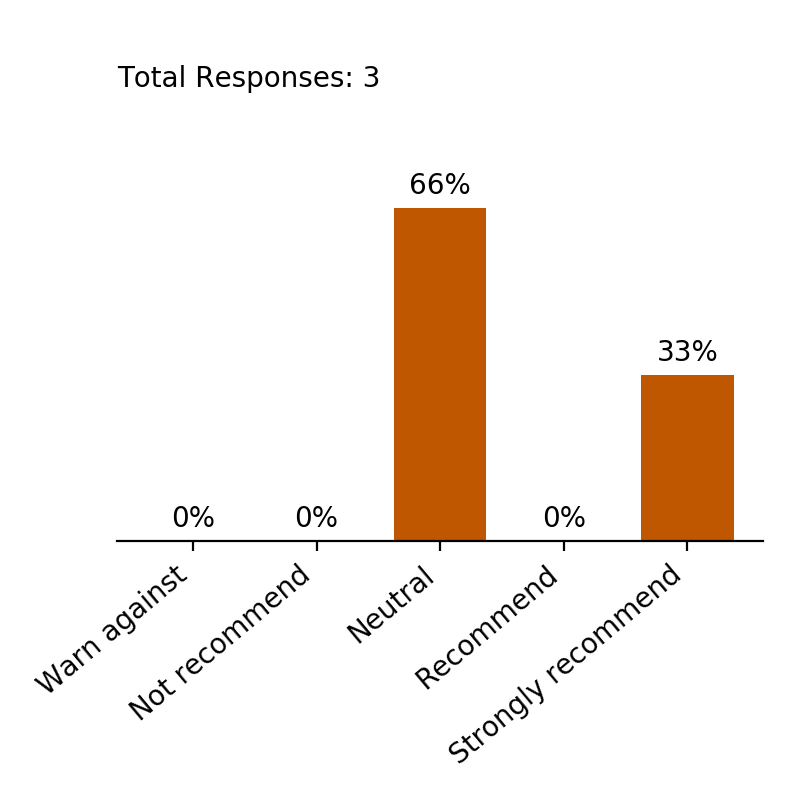 Total Responses: 3
66%
33%
0%
0%
0%
Warn against
Not recommend
Neutral
Recommend
Strongly recommend